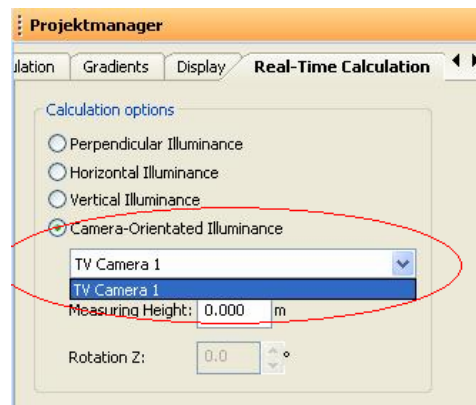 Projektmanager
ulation Gradients Display Real-Time Calculation
Calculation options
Perpendicular Illuminance
Horizontal Illuminance
Vertical Illuminance
Camera-Orientated Illuminance
TV Camera 1
TV Camera 1
Measuring Height: 0.000 m
Rotation Z: 0.0 °